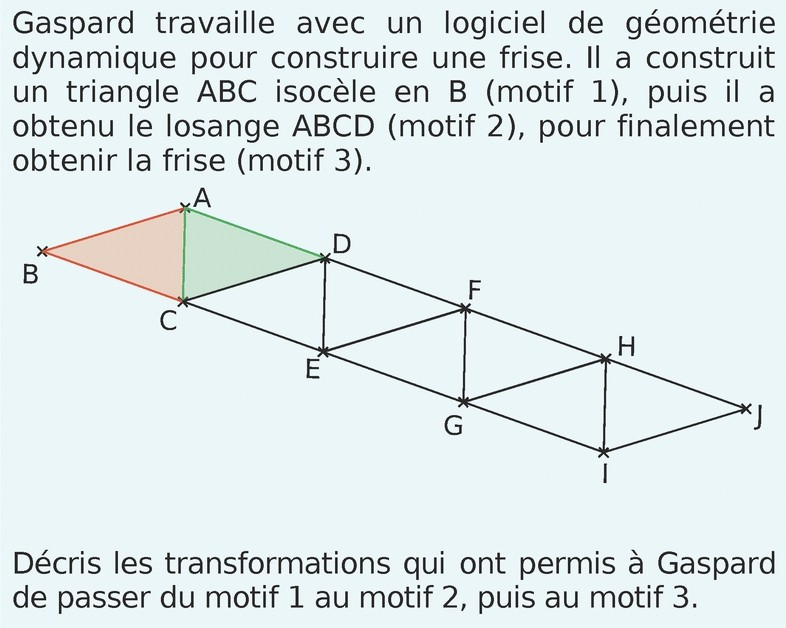 Gaspard travaille avec un logiciel de géométrie
dynamique pour construire une frise. Il a construit
un triangle ABC isocèle en B (motif 1), puis il a
obtenu le losange ABCD (motif 2), pour finalement
obtenir la frise (motif 3).
A
B
D
C
F
E
H
G
J
I
Décris les transformations qui ont permis à Gaspard
de passer du motif 1 au motif 2, puis au motif 3.